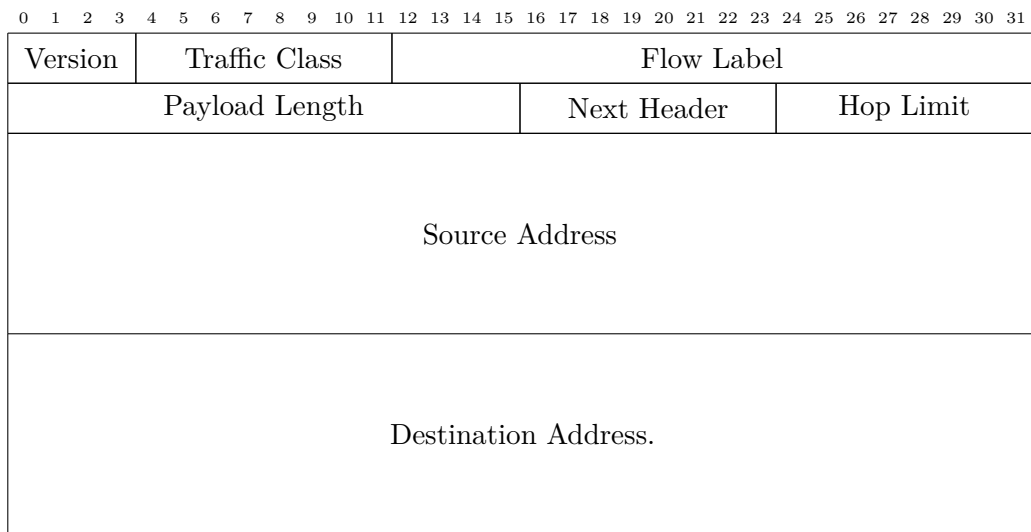 0 1 2 3 4 5 6 7 8 9 10 11 12 13 14 15 16 17 18 19 20 21 22 23 24 25 26 27 28 29 30 31
Version Traffic Class Flow Label
Payload Length Next Header Hop Limit
Source Address
Destination Address.